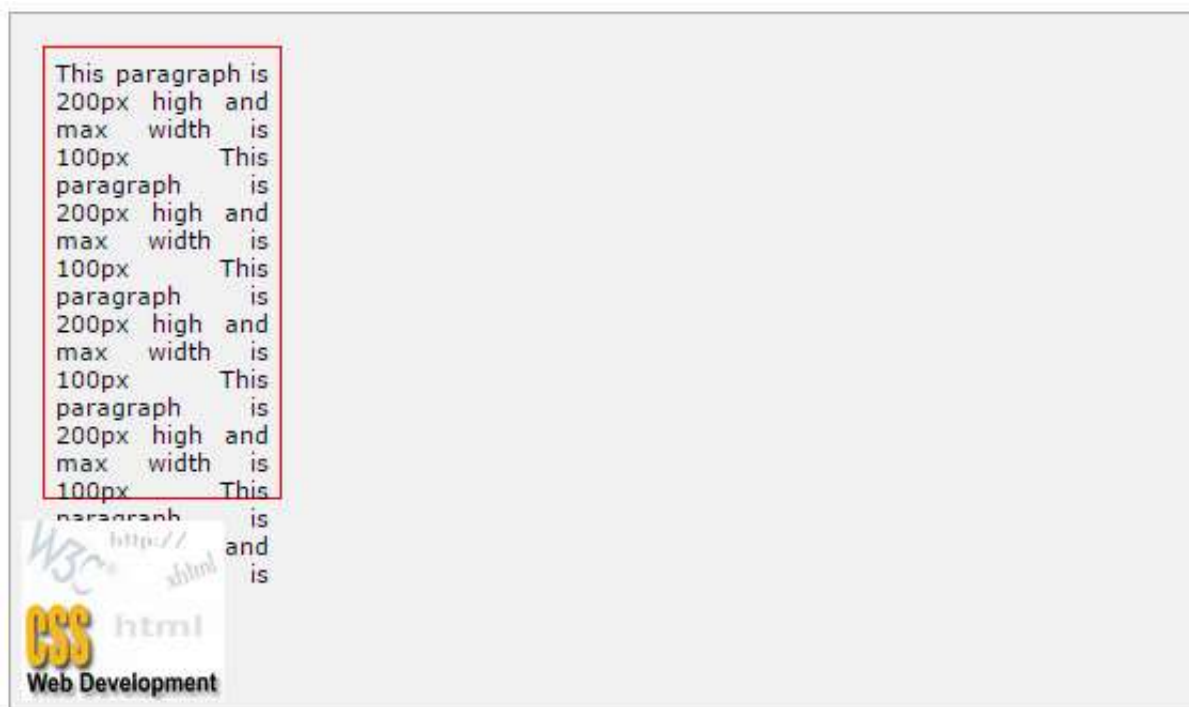 This paragraph is
200px high and
max width is
100px This
paragraph is
200px high and
max width is
100px This
paragraph is
200px high and
max width is
100px This
paragraph is
200px high and
max width is
100px This
paragraph is
and
is
W3C
http://
xhtml
CSS
html
Web Development